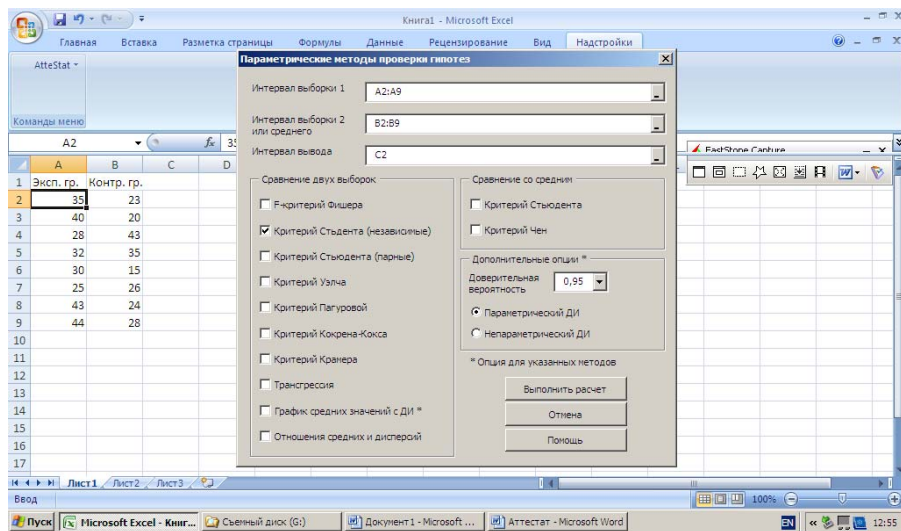 Книга1 - Microsoft Excel
Главная Вставка Разметка страницы Формулы Данные Рецензирование Вид Надстройки
AtteStat
Команды меню
A2 fx 35
FastStone Capture
A B C D
1 Эксп. гр. Контр. гр.
2 35 23
3 40 20
4 28 43
5 32 35
6 30 15
7 25 26
8 43 24
9 44 28
10
11
12
13
14
15
16
17
Параметрические методы проверки гипотез
Интервал выборки 1 A2:A9
Интервал выборки 2 B2:B9
или среднего
Интервал вывода C2
Сравнение двух выборок
F-критерий Фишера
Критерий Стьдента (независимые)
Критерий Стьюдента (парные)
Критерий Уэлча
Критерий Пагуровой
Критерий Кокрена-Кокса
Критерий Крамера
Трансгрессия
График средних значений с ДИ *
Отношения средних и дисперсий
Сравнение со средним
Критерий Стьюдента
Критерий Чен
Дополнительные опции *
Доверительная 0,95
вероятность
Параметрический ДИ
Непараметрический ДИ
* Опция для указанных методов
Выполнить расчет
Отмена
Помощь
Лист1 Лист2 Лист3
Ввод 100%
Пуск Microsoft Excel - Книг... Съемный диск (G:) Документ1 - Microsoft ... Аттестат - Microsoft Word EN 12:55